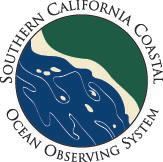 SOUTHERN CALIFORNIA COASTAL
OCEAN OBSERVING SYSTEM